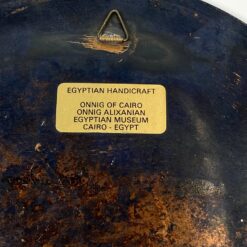 EGYPTIAN HANDICRAFT
ONNIG OF CAIRO
ONNIG ALIXANIAN
EGYPTIAN MUSEUM
CAIRO - EGYPT